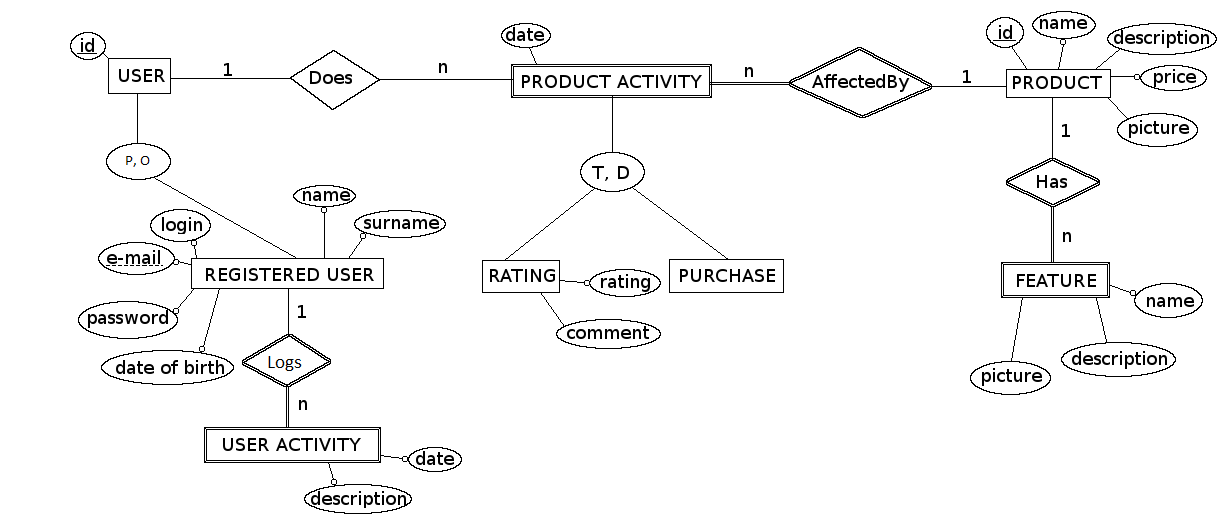 id
USER
1
Does
n
date
PRODUCT ACTIVITY
n
AffectedBy
1
id
name
description
PRODUCT
price
picture
P, O
T, D
1
Has
n
name
login
surname
e-mail
REGISTERED USER
password
date of birth
1
Logs
n
USER ACTIVITY
date
description
RATING
rating
comment
PURCHASE
FEATURE
name
description
picture